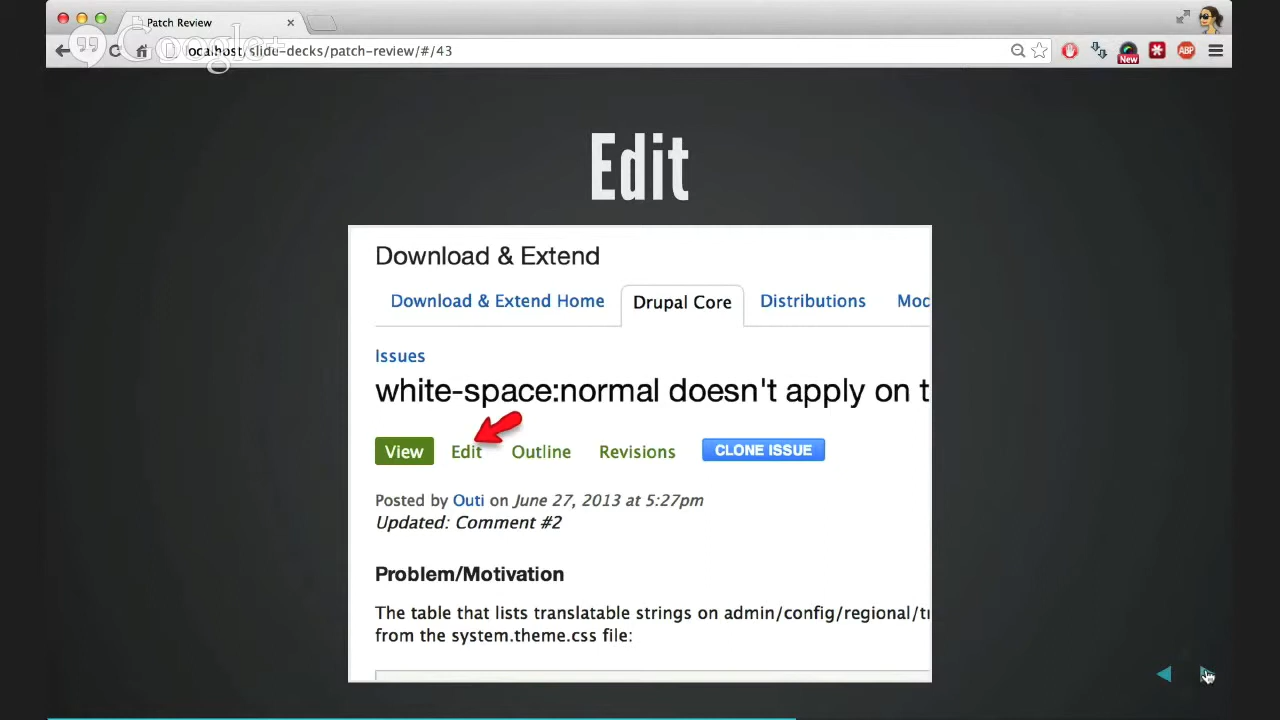 Patch Review
Google+
localhost/slide-decks/patch-review/#/43
New
ABP
Edit
Download & Extend
Download & Extend Home
Drupal Core
Distributions
Issues
white-space:normal doesn't apply on t
View
Edit
Outline
Revisions
CLONE ISSUE
Posted by Outi on June 27, 2013 at 5:27pm
Updated: Comment #2
Problem/Motivation
The table that lists translatable strings on admin/config/regional/
from the system.theme.css file: